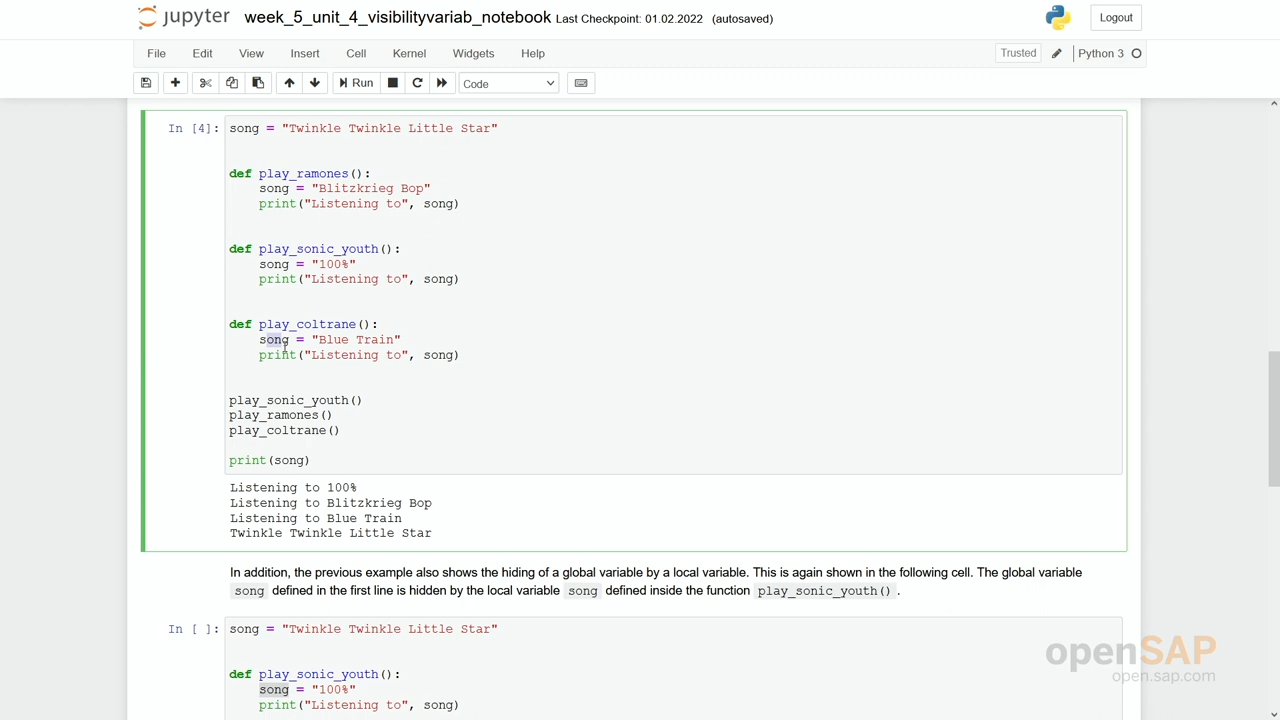 jupyter week_5_unit_4_visibilityvariab_notebook Last Checkpoint: 01.02.2022 (autosaved) Logout
File Edit View Insert Cell Kernel Widgets Help Trusted Python 3
Run Code
In [4]: song = "Twinkle Twinkle Little Star"
def play_ramones():
song = "Blitzkrieg Bop"
print("Listening to", song)
def play_sonic_youth():
song = "100%"
print("Listening to", song)
def play_coltrane():
song = "Blue Train"
print("Listening to", song)
play_sonic_youth()
play_ramones()
play_coltrane()
print(song)
Listening to 100%
Listening to Blitzkrieg Bop
Listening to Blue Train
Twinkle Twinkle Little Star
In addition, the previous example also shows the hiding of a global variable by a local variable. This is again shown in the following cell. The global variable
song defined in the first line is hidden by the local variable song defined inside the function play_sonic_youth() .
In [ ]: song = "Twinkle Twinkle Little Star"
def play_sonic_youth():
song = "100%"
print("Listening to", song)
openSAP
open.sap.com